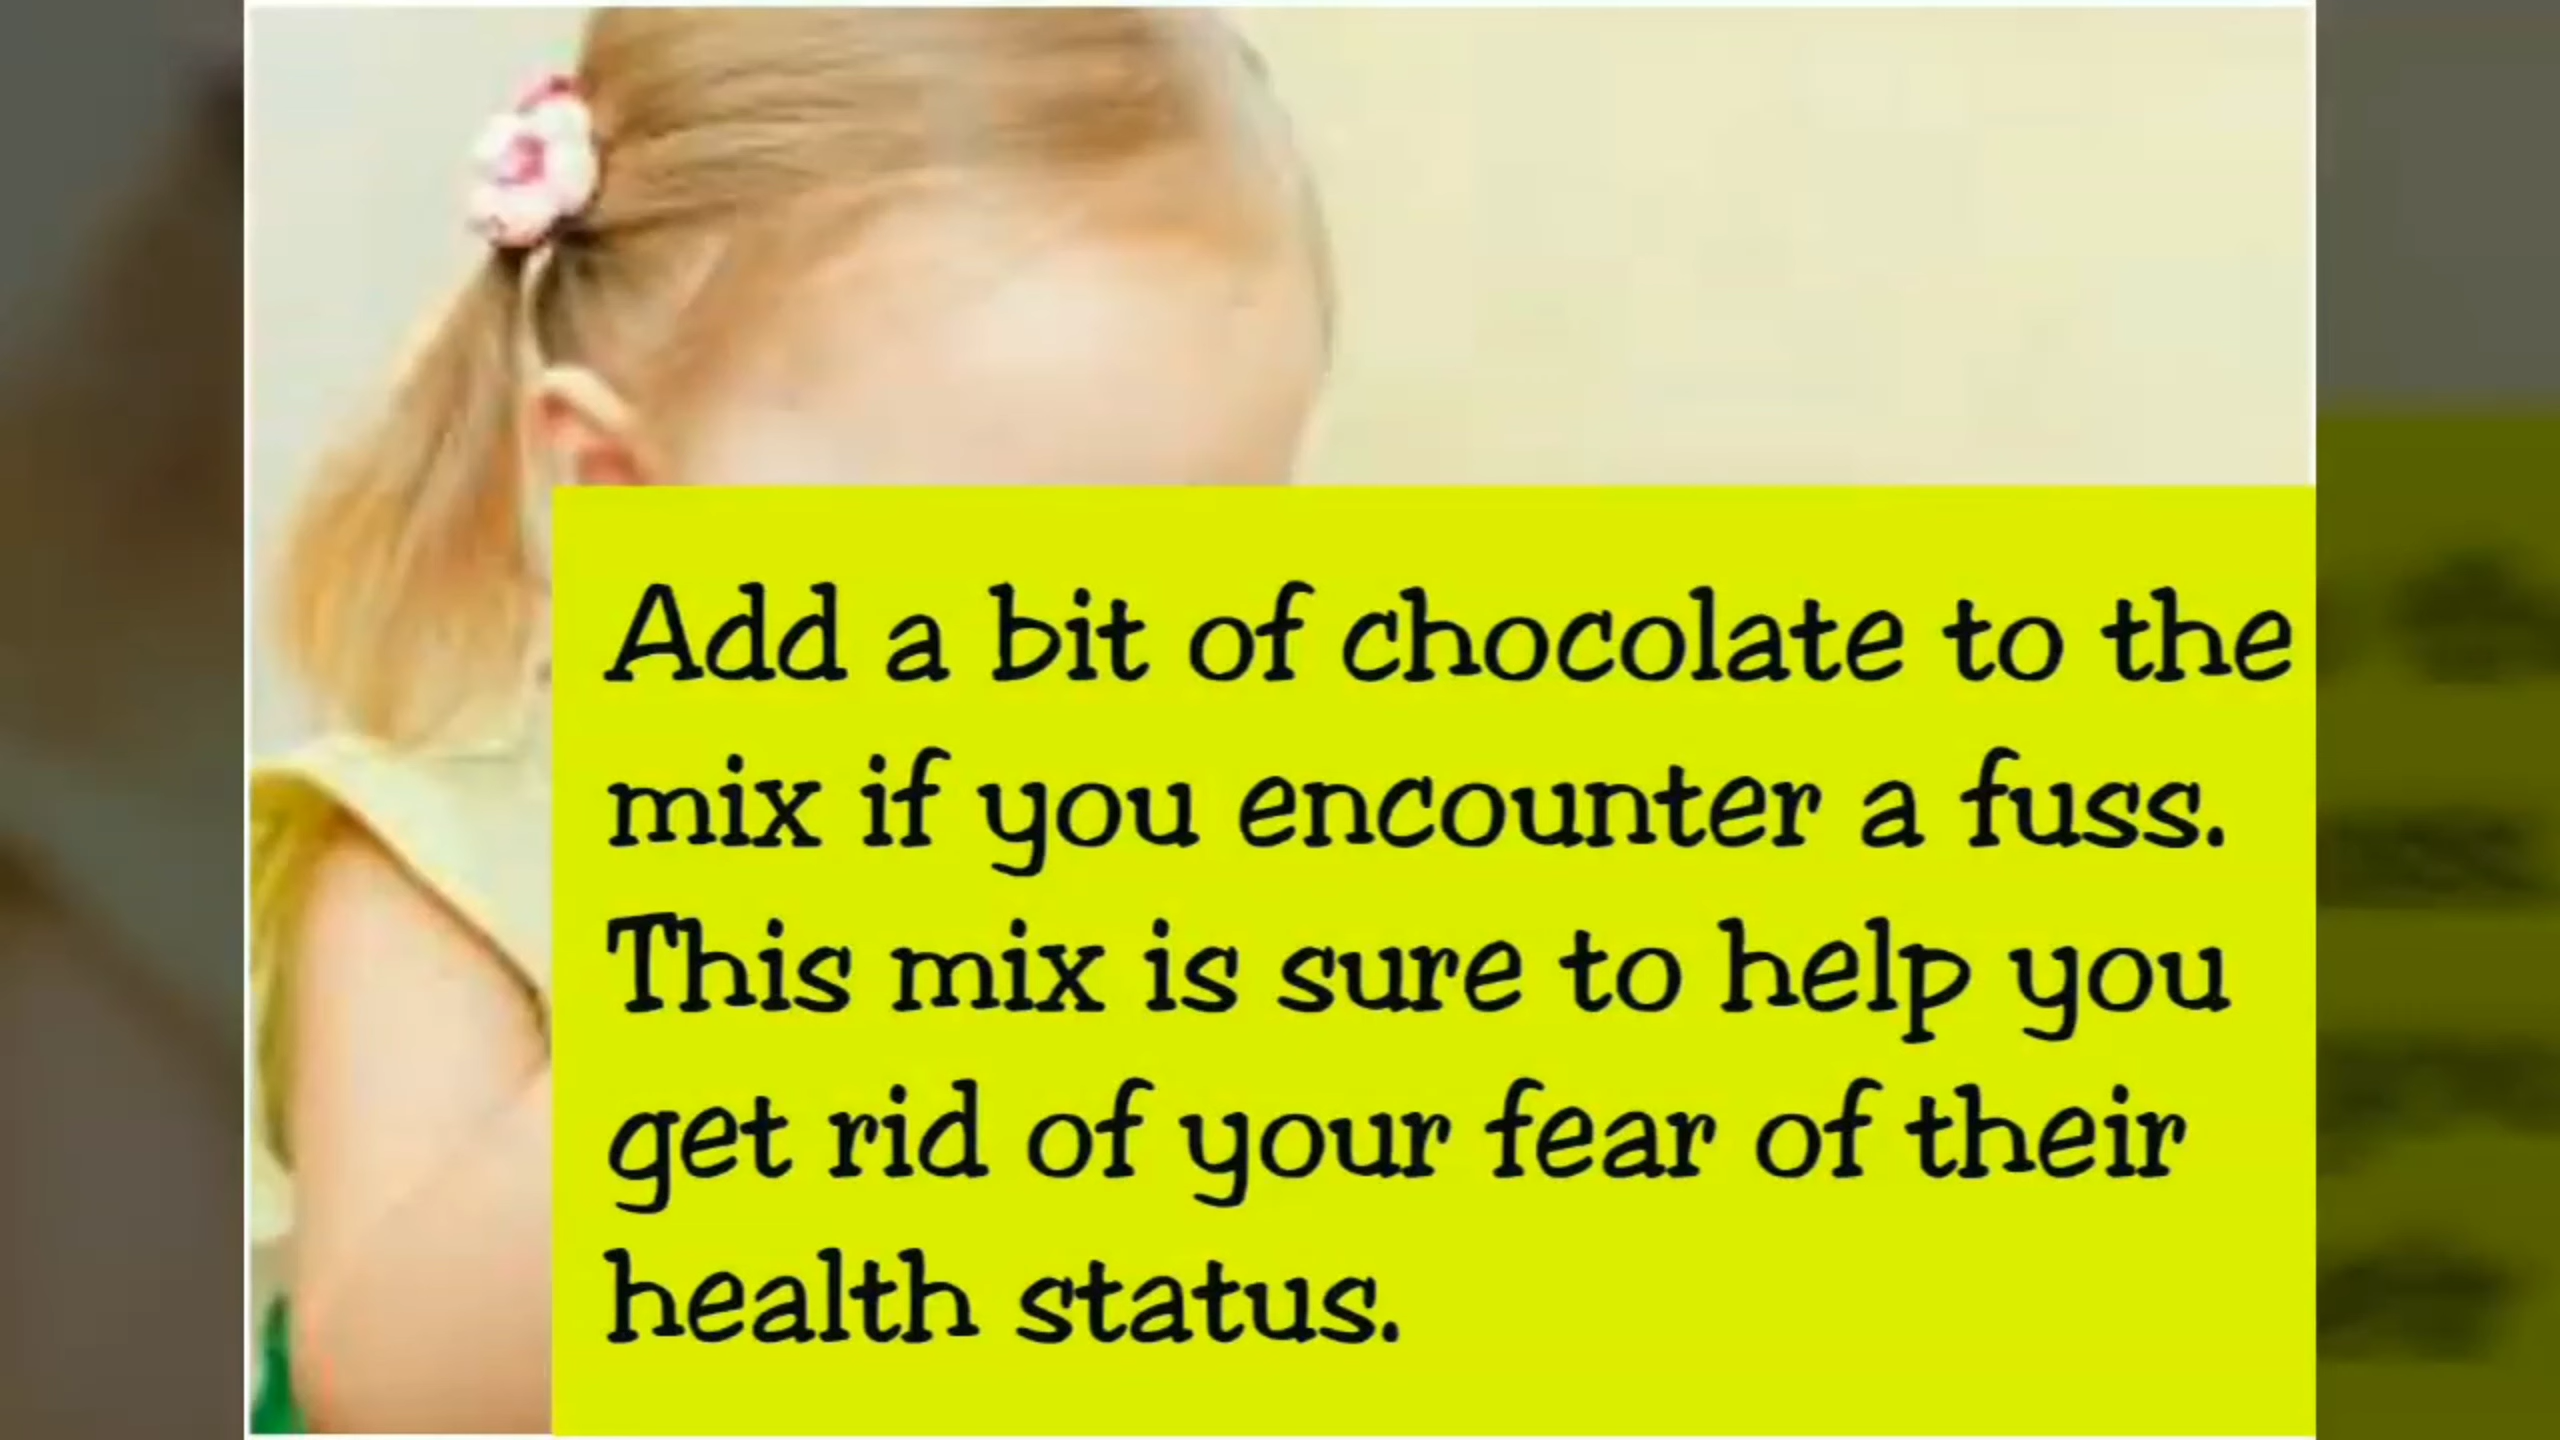 Add a bit of chocolate to the
mix if you encounter a fuss.
This mix is sure to help you
get rid of your fear of their
health status.